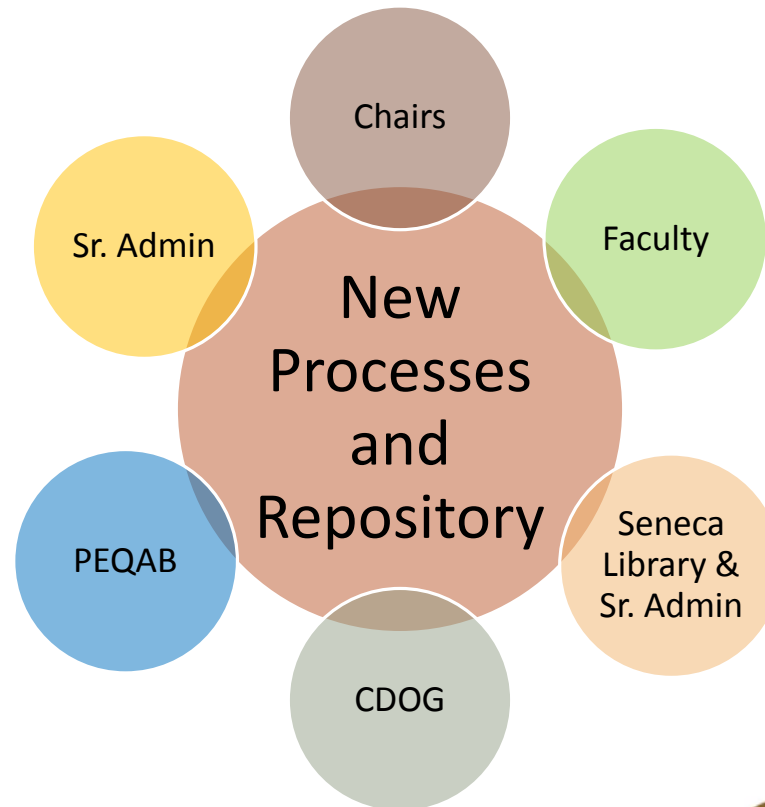 Chairs
Sr. Admin
Faculty
New
Processes
and
Repository
PEQAB
Seneca
Library &
Sr. Admin
CDOG